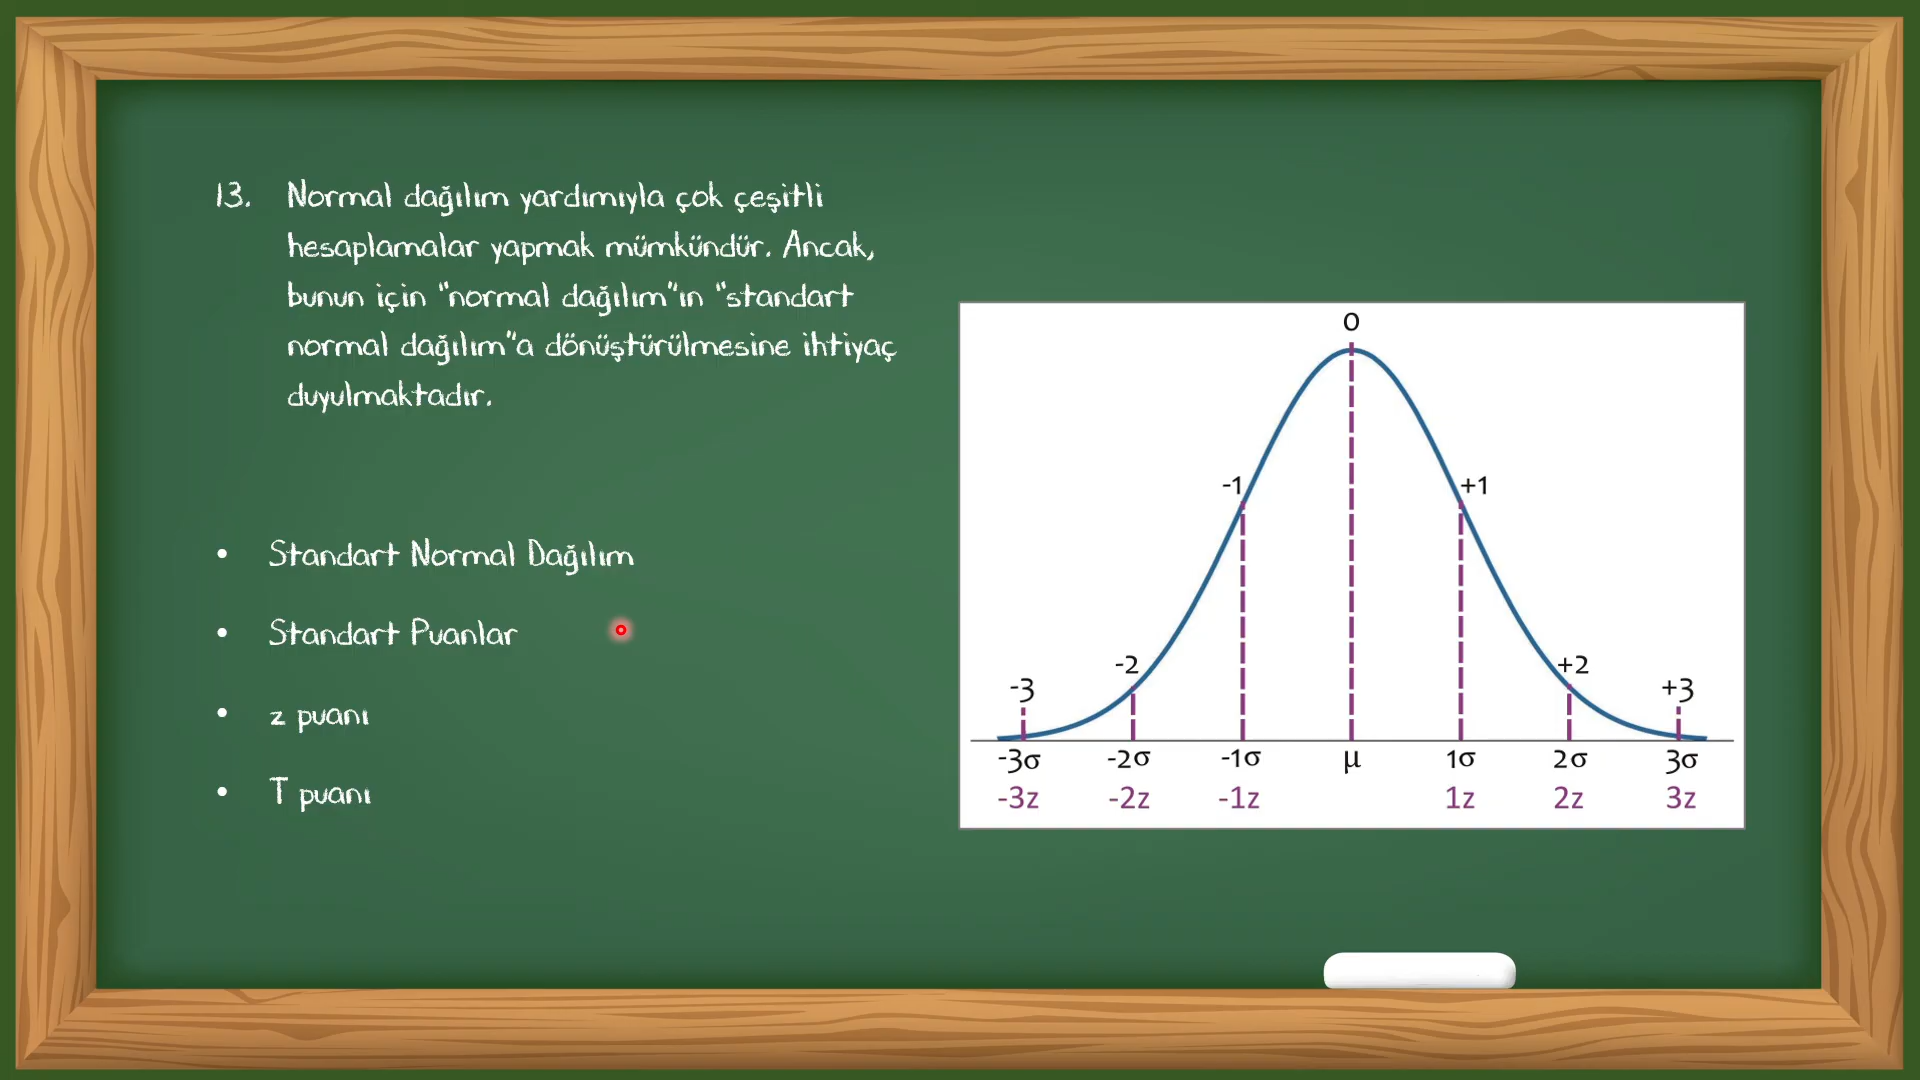 13. Normal dağılım yardımıyla çok çeşitli
hesaplamalar yapmak mümkündür. Ancak,
bunun için "normal dağılım"ın "standart
normal dağılım"a dönüştürülmesine ihtiyaç
duyulmaktadır.
• Standart Normal Dağılım
• Standart Puanlar
• z puanı
• T puanı
0
-1 +1
-2 +2
-3 +3
-3σ -2σ -1σ μ 1σ 2σ 3σ
-3z -2z -1z 1z 2z 3z